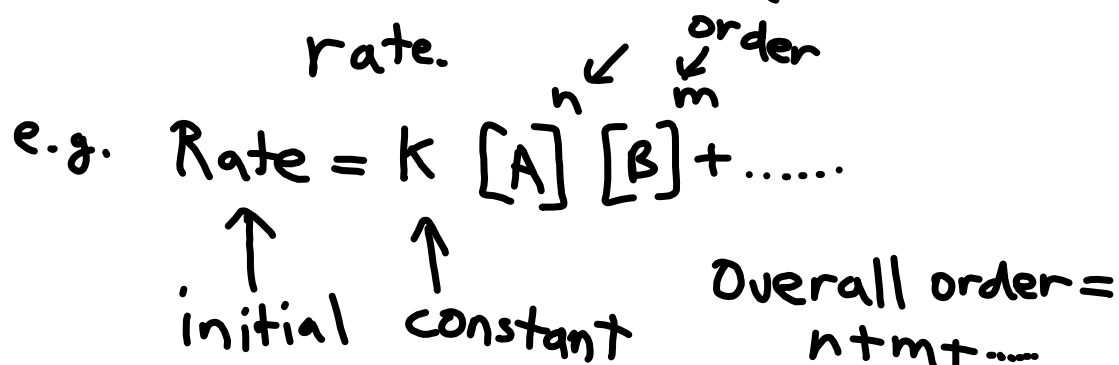 rate.
order
e.g. Rate = K [A]ⁿ [B]ᵐ + ......
initial constant
Overall order =
n+m+......